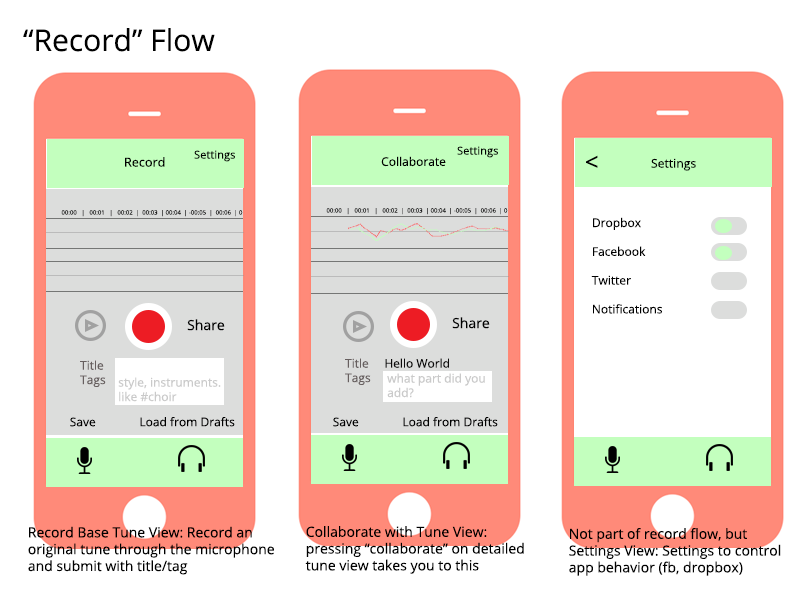 “Record” Flow
Record
Settings
00:00 | 00:01 | 00:02 | 00:03 | 00:04 | -00:05 | 00:06 | 0
Share
Title
Tags
style, instruments.
like #choir
Save
Load from Drafts
Record Base Tune View: Record an
original tune through the microphone
and submit with title/tag
Collaborate
Settings
00:00 | 00:01 | 00:02 | 00:03 | 00:04 | -00:05 | 00:06 | 0
Share
Title
Hello World
Tags
what part did you
add?
Save
Load from Drafts
Collaborate with Tune View:
pressing “collaborate” on detailed
tune view takes you to this
< Settings
Dropbox
Facebook
Twitter
Notifications
Not part of record flow, but
Settings View: Settings to control
app behavior (fb, dropbox)